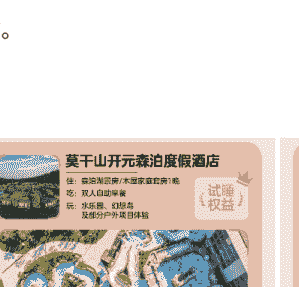 。
莫干山开元森泊度假酒店
住：森泊湖景房/木屋家庭套房1晚
吃：双人自助早餐
玩：水乐园、幻想岛
及部分户外项目体验
试睡
权益